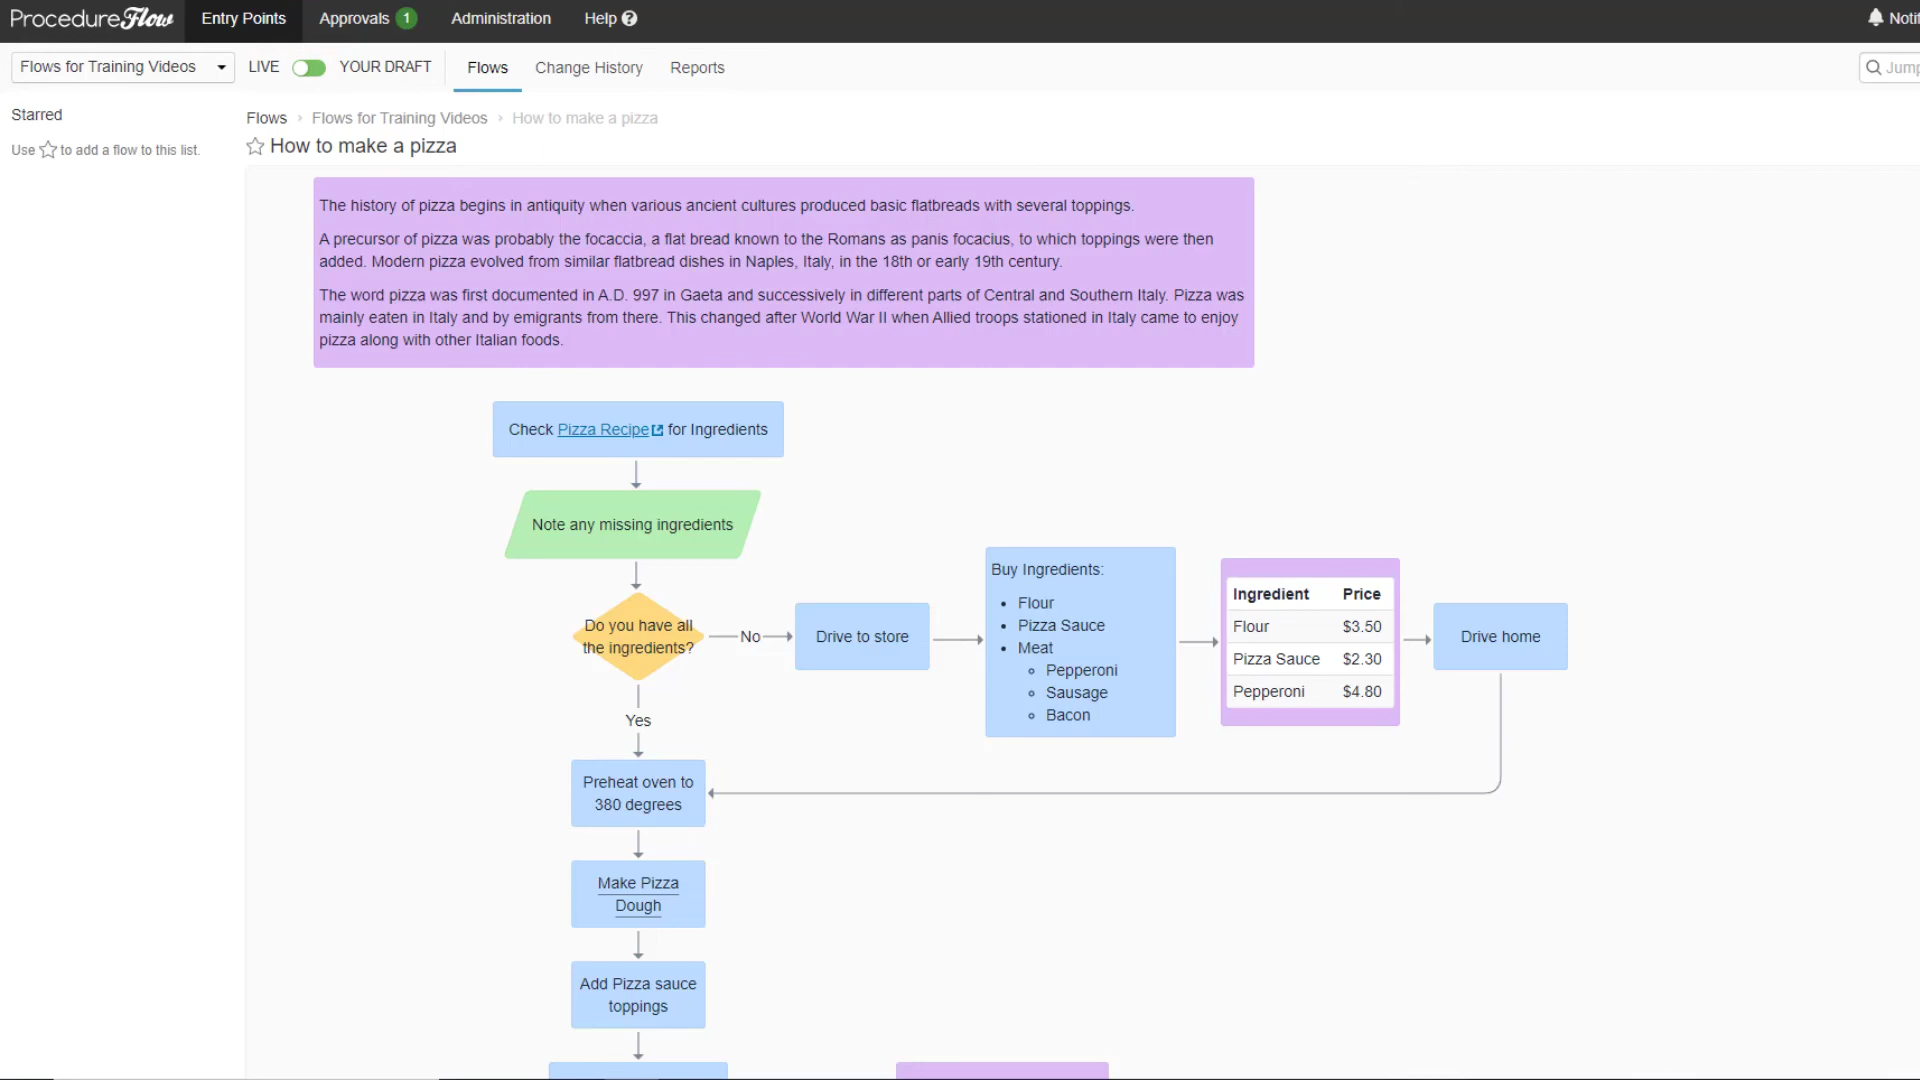 ProcedureFlow
Entry Points
Approvals 1
Administration
Help ?
Notif
Flows for Training Videos
LIVE
YOUR DRAFT
Flows
Change History
Reports
Jump
Starred
Use to add a flow to this list.
Flows › Flows for Training Videos › How to make a pizza
How to make a pizza
The history of pizza begins in antiquity when various ancient cultures produced basic flatbreads with several toppings.
A precursor of pizza was probably the focaccia, a flat bread known to the Romans as panis focacius, to which toppings were then
added. Modern pizza evolved from similar flatbread dishes in Naples, Italy, in the 18th or early 19th century.
The word pizza was first documented in A.D. 997 in Gaeta and successively in different parts of Central and Southern Italy. Pizza was
mainly eaten in Italy and by emigrants from there. This changed after World War II when Allied troops stationed in Italy came to enjoy
pizza along with other Italian foods.
Check Pizza Recipe for Ingredients
Note any missing ingredients
Do you have all
the ingredients?
No
Drive to store
Buy Ingredients:
Flour
Pizza Sauce
Meat
Pepperoni
Sausage
Bacon
Ingredient Price
Flour $3.50
Pizza Sauce $2.30
Pepperoni $4.80
Drive home
Yes
Preheat oven to
380 degrees
Make Pizza
Dough
Add Pizza sauce
toppings